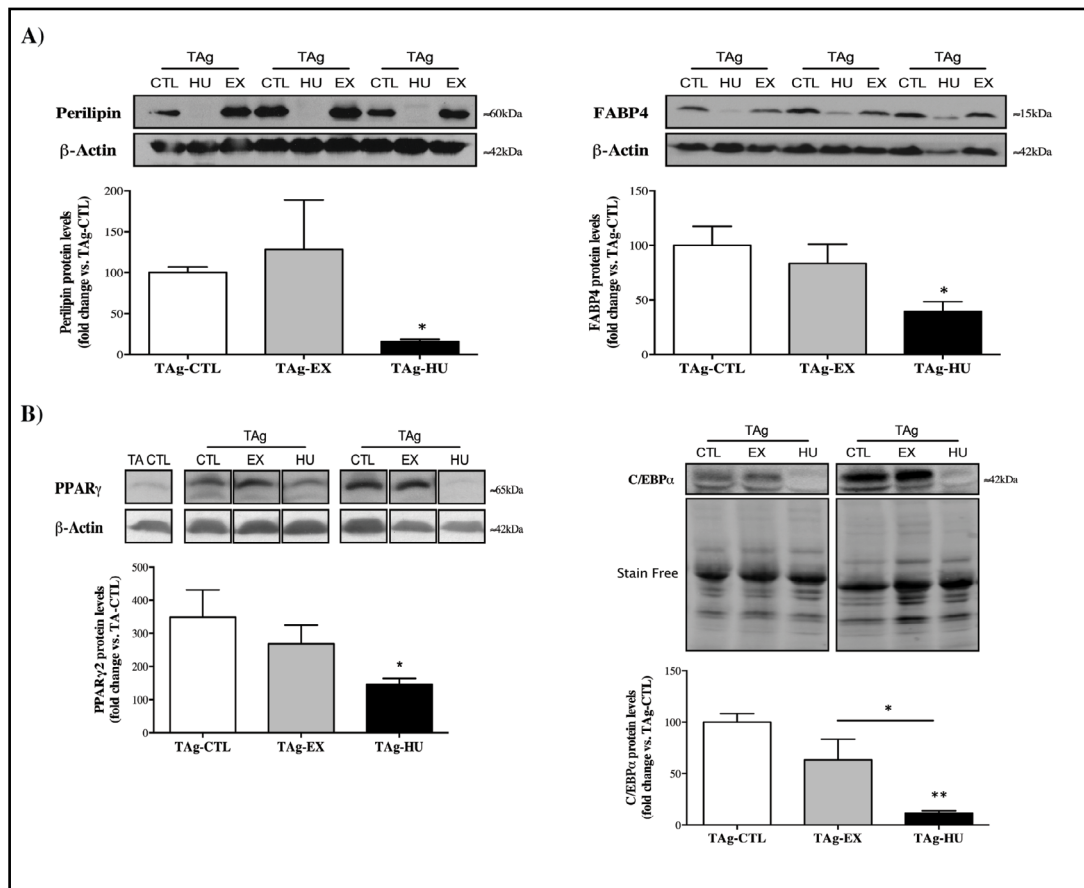 A)
TAg TAg TAg
CTL HU EX CTL HU EX CTL HU EX
Perilipin ≈60kDa
β-Actin ≈42kDa
Perilipin protein levels
(fold change vs. TAg-CTL)
200
150
100
50
0
TAg-CTL TAg-EX TAg-HU
*
TAg TAg TAg
CTL HU EX CTL HU EX CTL HU EX
FABP4 ≈15kDa
β-Actin ≈42kDa
FABP4 protein levels
(fold change vs. TAg-CTL)
150
100
50
0
TAg-CTL TAg-EX TAg-HU
*
B)
TAg TAg
TA CTL CTL EX HU CTL EX HU
PPARγ ≈65kDa
β-Actin ≈42kDa
PPARγ2 protein levels
(fold change vs. TA-CTL)
500
400
300
200
100
0
TAg-CTL TAg-EX TAg-HU
*
TAg TAg
CTL EX HU CTL EX HU
C/EBPα ≈42kDa
Stain Free
C/EBPα protein levels
(fold change vs. TAg-CTL)
150
100
50
0
TAg-CTL TAg-EX TAg-HU
*
**